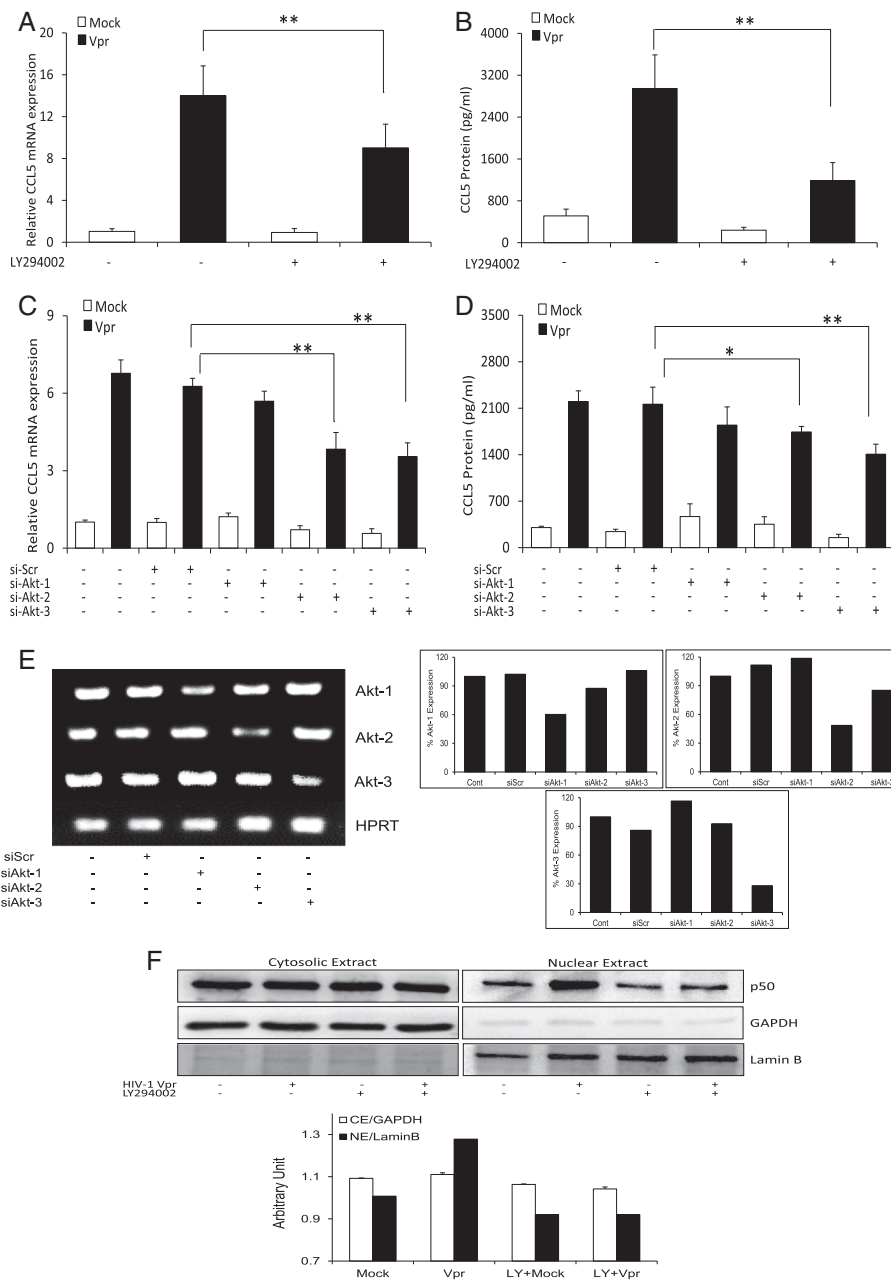 A
Mock
Vpr
**
Relative CCL5 mRNA expression
20
16
12
8
4
0
LY294002 - - + +
B
Mock
Vpr
**
CCL5 Protein (pg/ml)
4000
3200
2400
1600
800
0
LY294002 - - + +
C
Mock
Vpr
**
**
Relative CCL5 mRNA expression
9
6
3
0
si-Scr - - + + - - - - - -
si-Akt-1 - - - - + + - - - -
si-Akt-2 - - - - - - + + - -
si-Akt-3 - - - - - - - - + +
D
Mock
Vpr
**
*
CCL5 Protein (pg/ml)
3500
2800
2100
1400
700
0
si-Scr - - + + - - - - - -
si-Akt-1 - - - - + + - - - -
si-Akt-2 - - - - - - + + - -
si-Akt-3 - - - - - - - - + +
E
Akt-1
Akt-2
Akt-3
HPRT
siScr - + - - -
siAkt-1 - - + - -
siAkt-2 - - - + -
siAkt-3 - - - - +
% Akt-1 Expression
120
90
60
30
0
Cont siScr siAkt-1 siAkt-2 siAkt-3
% Akt-2 Expression
120
90
60
30
0
Cont siScr siAkt-1 siAkt-2 siAkt-3
% Akt-3 Expression
120
90
60
30
0
Cont siScr siAkt-1 siAkt-2 siAkt-3
F
Cytosolic Extract Nuclear Extract
p50
GAPDH
Lamin B
HIV-1 Vpr - + - + - + - +
LY294002 - - + + - - + +
CE/GAPDH
NE/LaminB
Arbitrary Unit
1.3
1.1
0.9
0.7
Mock Vpr LY+Mock LY+Vpr